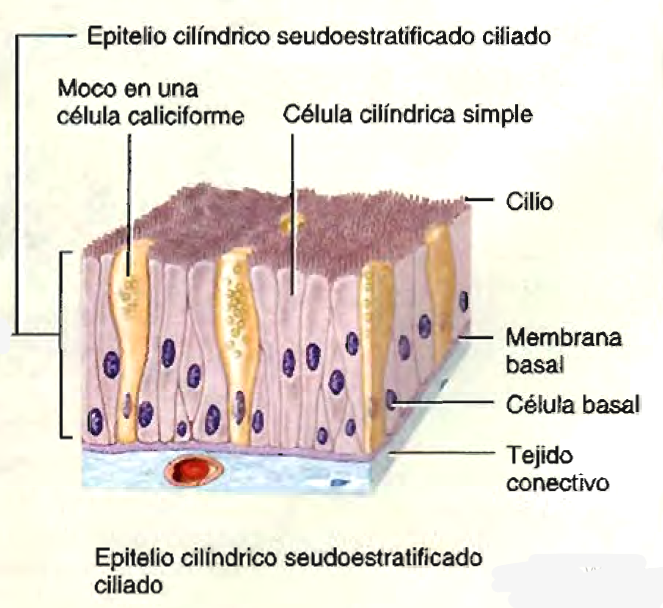 Epitelio cilíndrico seudoestratificado ciliado
Moco en una
célula caliciforme
Célula cilíndrica simple
Cilio
Membrana
basal
Célula basal
Tejido
conectivo
Epitelio cilíndrico seudoestratificado
ciliado